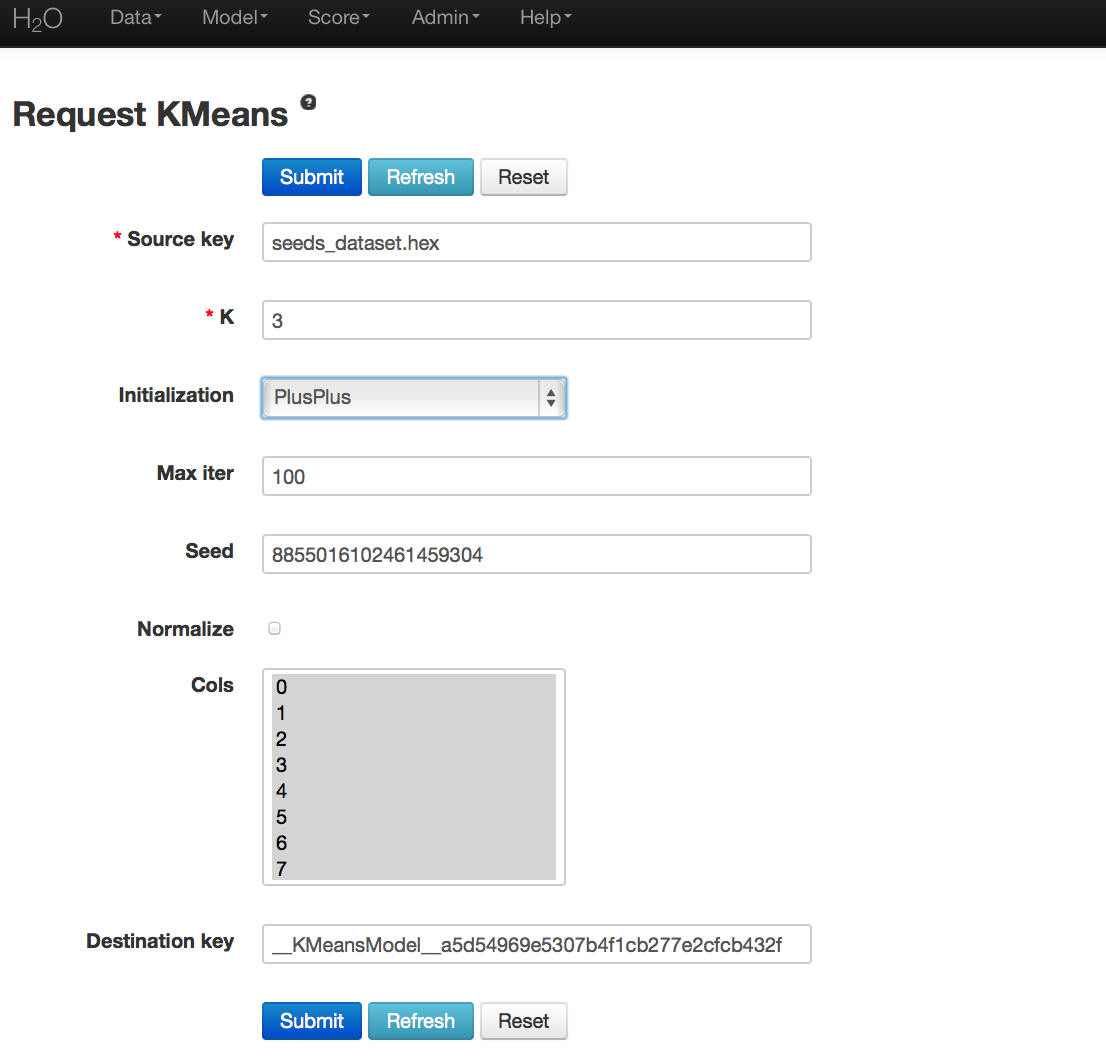 H2O Data Model Score Admin Help
Request KMeans ?
Submit Refresh Reset
* Source key seeds_dataset.hex
* K 3
Initialization PlusPlus
Max iter 100
Seed 8855016102461459304
Normalize
Cols 0
1
2
3
4
5
6
7
Destination key __KMeansModel__a5d54969e5307b4f1cb277e2cfcb432f
Submit Refresh Reset